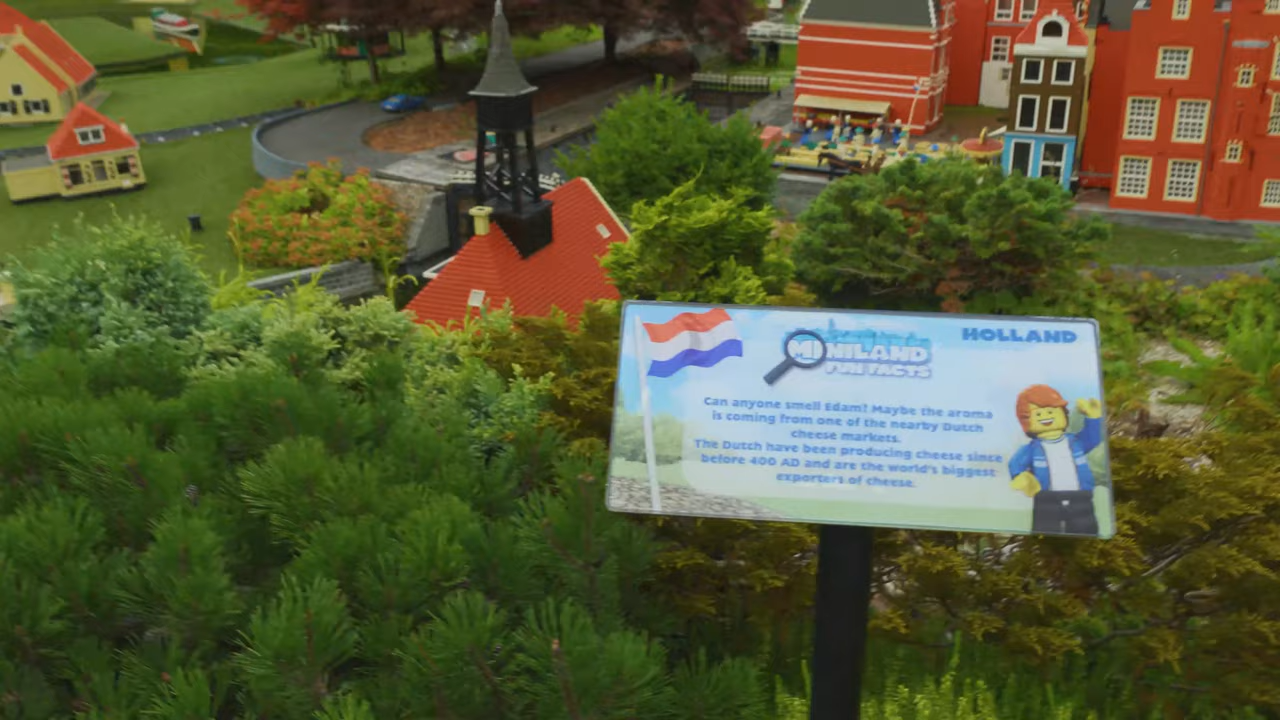 HOLLAND
MINILAND
FUN FACTS
Can anyone smell Edam? Maybe the aroma
is coming from one of the nearby Dutch
cheese markets.
The Dutch have been producing cheese since
before 400 AD and are the world's biggest
exporters of cheese.